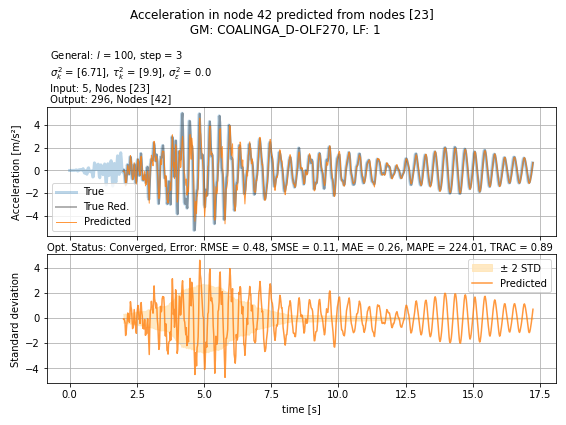 Acceleration in node 42 predicted from nodes [23]
GM: COALINGA_D-OLF270, LF: 1
General: l = 100, step = 3
σ²ₖ = [6.71], τ²ₖ = [9.9], σ²ε = 0.0
Input: 5, Nodes [23]
Output: 296, Nodes [42]
Acceleration [m/s²]
4
2
0
−2
−4
True
True Red.
Predicted
Opt. Status: Converged, Error: RMSE = 0.48, SMSE = 0.11, MAE = 0.26, MAPE = 224.01, TRAC = 0.89
Standard deviation
4
2
0
−2
−4
± 2 STD
Predicted
0.0 2.5 5.0 7.5 10.0 12.5 15.0 17.5
time [s]